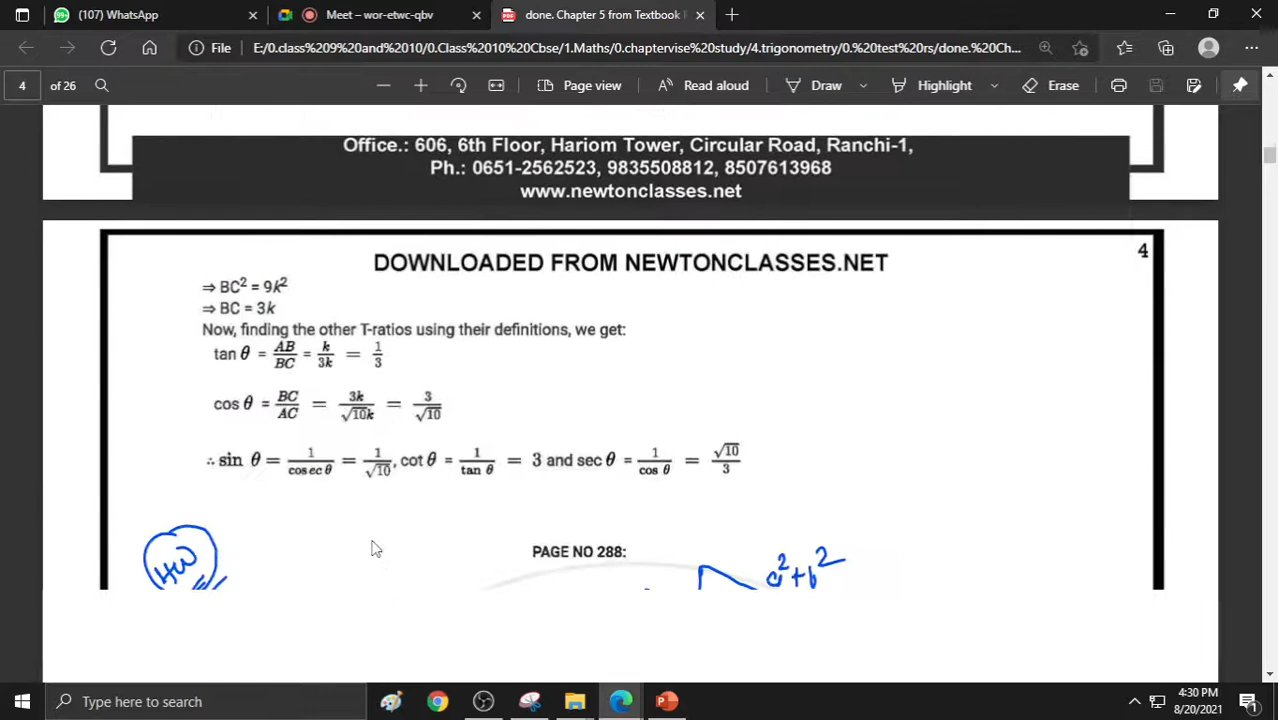 (107) WhatsApp
Meet – wor-etwc-qbv
done. Chapter 5 from Textbook
File
E:/0.class%209%20and%2010/0.Class%2010%20Cbse/1.Maths/0.chaptervise%20study/4.trigonometry/0.%20test%20rs/done.%20Ch...
4 of 26
Page view
Read aloud
Draw
Highlight
Erase
Office.: 606, 6th Floor, Hariom Tower, Circular Road, Ranchi-1,
Ph.: 0651-2562523, 9835508812, 8507613968
www.newtonclasses.net
DOWNLOADED FROM NEWTONCLASSES.NET
4
⇒ BC² = 9k²
⇒ BC = 3k
Now, finding the other T-ratios using their definitions, we get:
tan θ = AB/BC = k/3k = 1/3
cos θ = BC/AC = 3k/√10k = 3/√10
∴ sin θ = 1/cosec θ = 1/√10, cot θ = 1/tan θ = 3 and sec θ = 1/cos θ = √10/3
HW
PAGE NO 288:
a²+b²
Type here to search
4:30 PM
8/20/2021
1